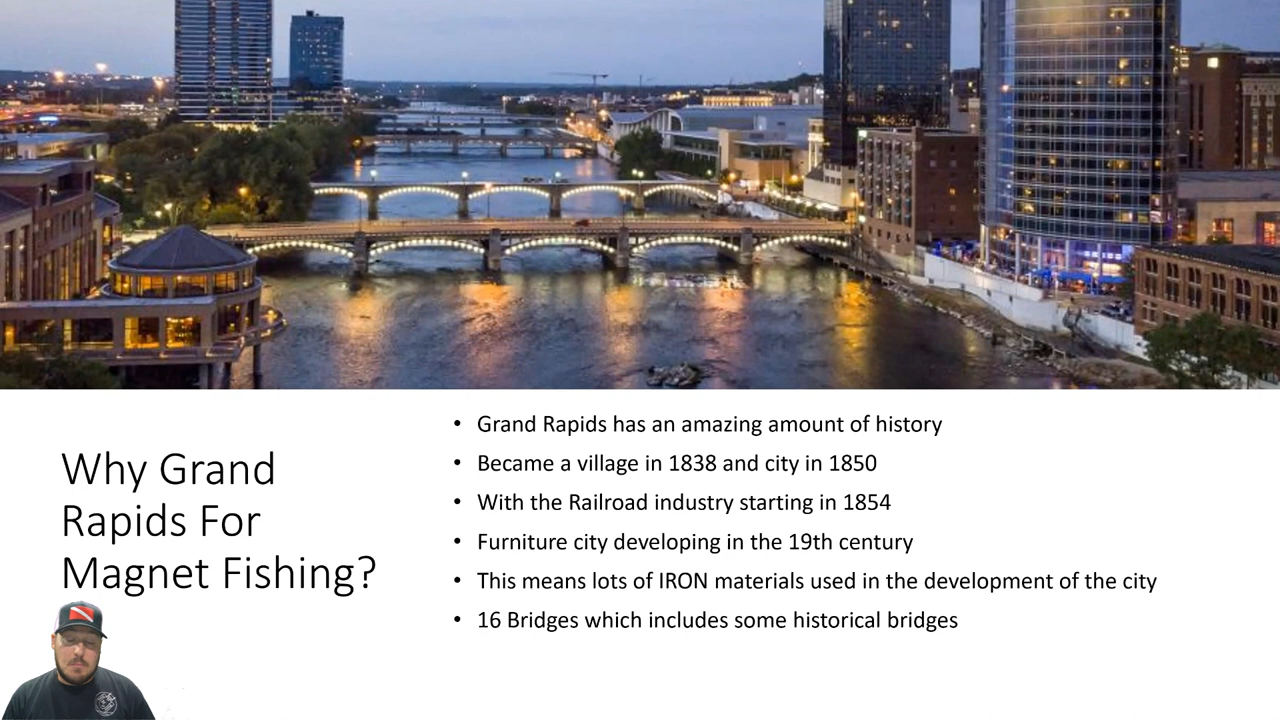 Why Grand
Rapids For
Magnet Fishing?
• Grand Rapids has an amazing amount of history
• Became a village in 1838 and city in 1850
• With the Railroad industry starting in 1854
• Furniture city developing in the 19th century
• This means lots of IRON materials used in the development of the city
• 16 Bridges which includes some historical bridges